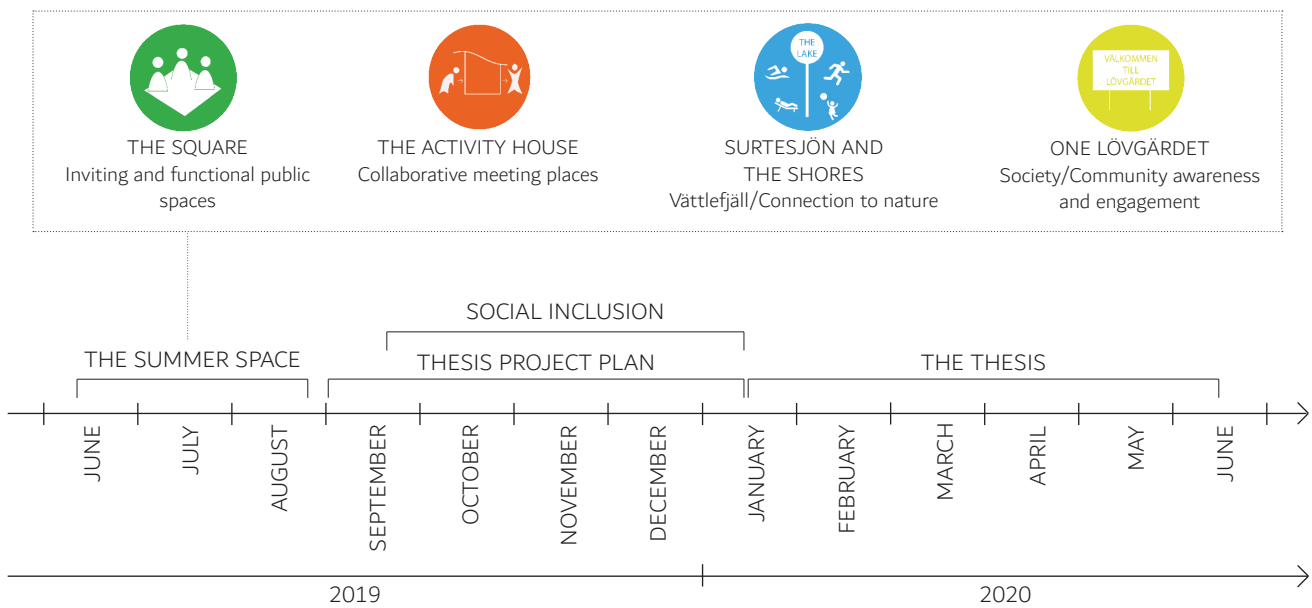 THE
LAKE
VÄLKOMMEN
TILL
LÖVGÄRDET
THE SQUARE
Inviting and functional public
spaces
THE ACTIVITY HOUSE
Collaborative meeting places
SURTESJÖN AND
THE SHORES
Vättlefjäll/Connection to nature
ONE LÖVGÄRDET
Society/Community awareness
and engagement
SOCIAL INCLUSION
THE SUMMER SPACE
THESIS PROJECT PLAN
THE THESIS
JUNE
JULY
AUGUST
SEPTEMBER
OCTOBER
NOVEMBER
DECEMBER
JANUARY
FEBRUARY
MARCH
APRIL
MAY
JUNE
2019
2020